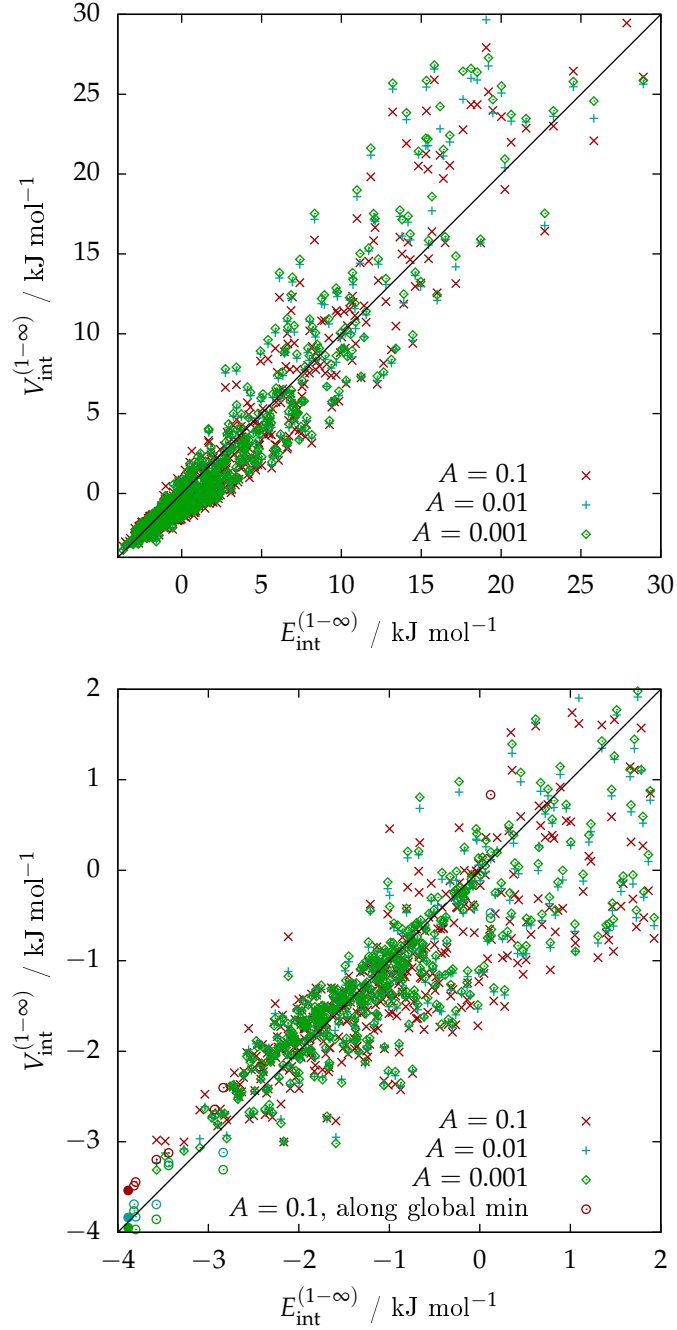 30
25
20
15
10
5
0
V_int^(1−∞) / kJ mol⁻¹
A = 0.1
A = 0.01
A = 0.001
0 5 10 15 20 25 30
E_int^(1−∞) / kJ mol⁻¹
2
1
0
−1
−2
−3
−4
V_int^(1−∞) / kJ mol⁻¹
A = 0.1
A = 0.01
A = 0.001
A = 0.1, along global min
−4 −3 −2 −1 0 1 2
E_int^(1−∞) / kJ mol⁻¹